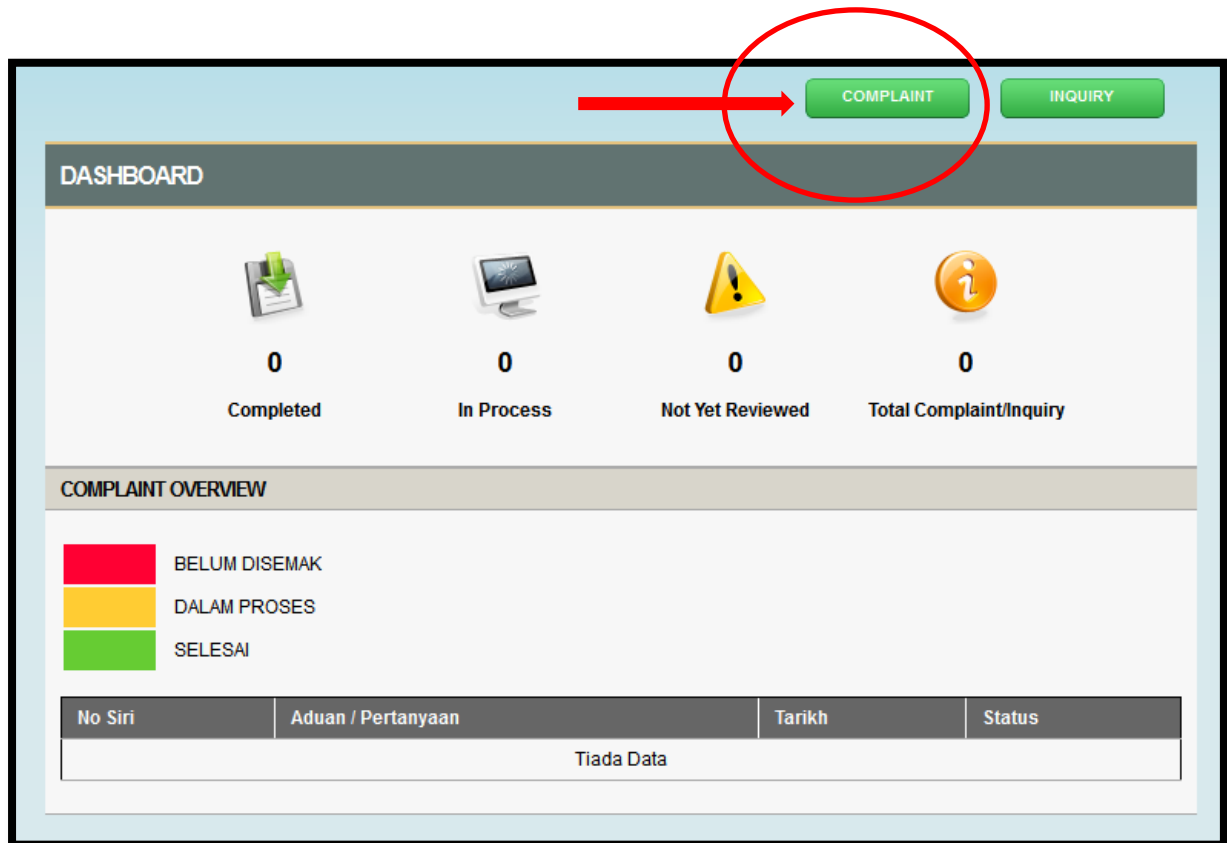 COMPLAINT INQUIRY
DASHBOARD
0 0 0 0
Completed In Process Not Yet Reviewed Total Complaint/Inquiry
COMPLAINT OVERVIEW
BELUM DISEMAK
DALAM PROSES
SELESAI
No Siri Aduan / Pertanyaan Tarikh Status
Tiada Data